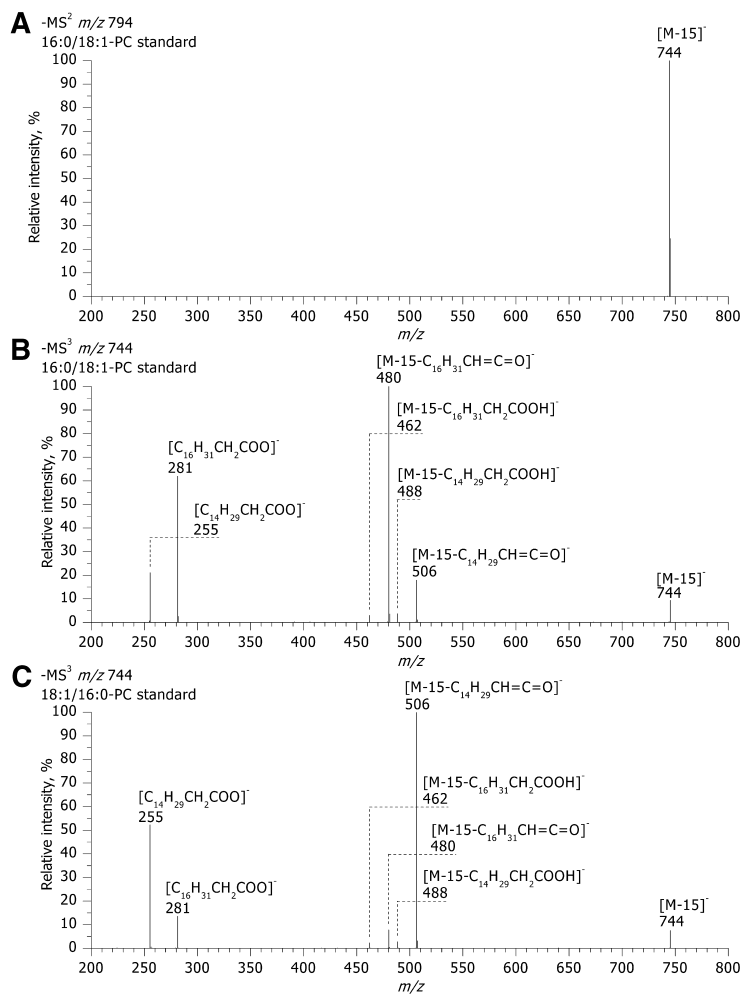 A
-MS² m/z 794
16:0/18:1-PC standard
[M-15]⁻
744
Relative intensity, %
100
90
80
70
60
50
40
30
20
10
0
200 250 300 350 400 450 500 550 600 650 700 750 800
m/z
B
-MS³ m/z 744
16:0/18:1-PC standard
[M-15-C₁₆H₃₁CH=C=O]⁻
480
[M-15-C₁₆H₃₁CH₂COOH]⁻
462
[C₁₆H₃₁CH₂COO]⁻
281
[M-15-C₁₄H₂₉CH₂COOH]⁻
488
[C₁₄H₂₉CH₂COO]⁻
255
[M-15-C₁₄H₂₉CH=C=O]⁻
506
[M-15]⁻
744
Relative intensity, %
100
90
80
70
60
50
40
30
20
10
0
200 250 300 350 400 450 500 550 600 650 700 750 800
m/z
C
-MS³ m/z 744
18:1/16:0-PC standard
[M-15-C₁₄H₂₉CH=C=O]⁻
506
[M-15-C₁₆H₃₁CH₂COOH]⁻
462
[C₁₄H₂₉CH₂COO]⁻
255
[M-15-C₁₆H₃₁CH=C=O]⁻
480
[M-15-C₁₄H₂₉CH₂COOH]⁻
488
[C₁₆H₃₁CH₂COO]⁻
281
[M-15]⁻
744
Relative intensity, %
100
90
80
70
60
50
40
30
20
10
0
200 250 300 350 400 450 500 550 600 650 700 750 800
m/z